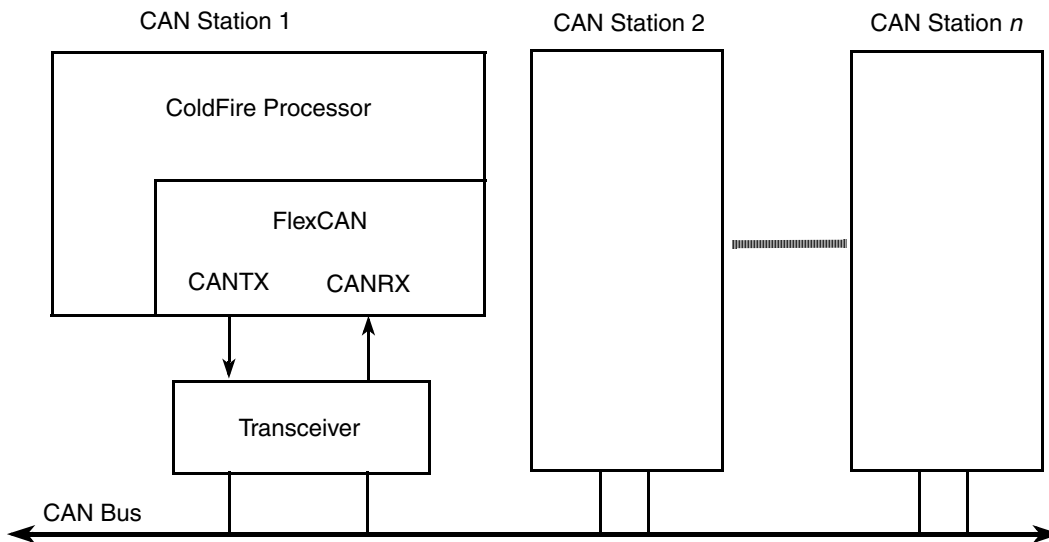 CAN Station 1
CAN Station 2
CAN Station n
ColdFire Processor
FlexCAN
CANTX
CANRX
Transceiver
CAN Bus